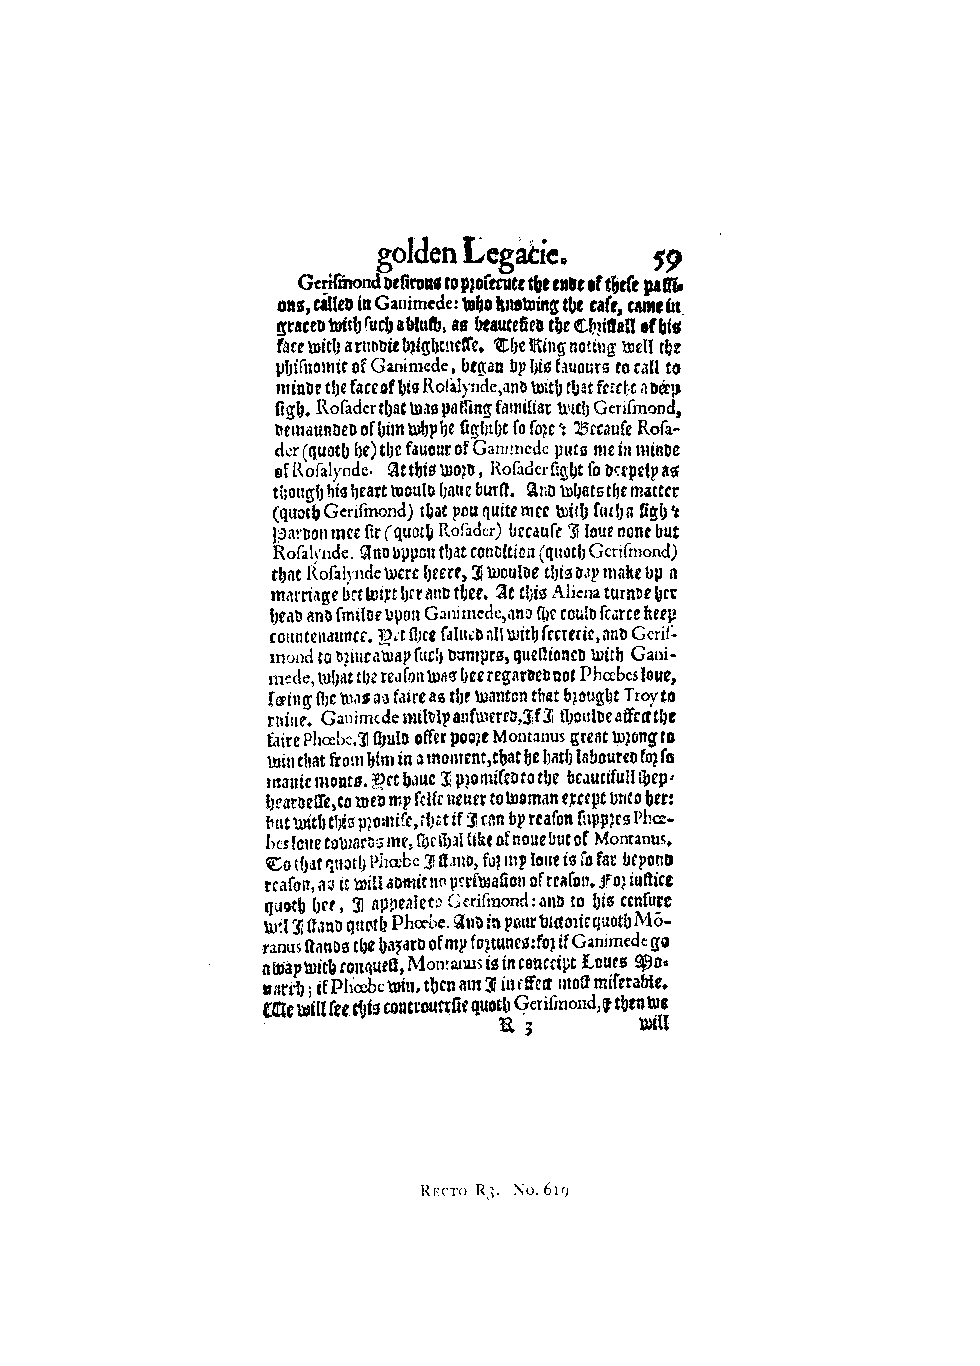 golden Legacie. 59
Geriſmond deſirous to proſecute the ende of theſe paſſi-
ons, called in Ganimede: who knowing the caſe, came in
graced with ſuch a bluſh, as beautefied the Chriſtall of his
face with a ruddie brightneſſe. The King noting well the
phiſnomie of Ganimede, began by his fauours to call to
minde the face of his Roſalynde, and with that fetcht a deep
ſigh. Roſader that was paſſing familiar with Geriſmond,
demaunded of him why he ſighht ſo ſore? Becauſe Roſa-
der (quoth he) the fauour of Ganimede puts me in minde
of Roſalynde. At this word, Roſader ſight ſo deepely as
though his heart would haue burſt. And whats the matter
(quoth Geriſmond) that you quite mee with ſuch a ſigh?
Pardon mee ſir (quoth Roſader) becauſe I loue none but
Roſalynde. And vppon that condition (quoth Geriſmond)
that Roſalynde were heere, I woulde this day make vp a
marriage betwixt her and thee. At this Aliena turnde her
head and ſmilde vpon Ganimede, and ſhe could ſcarce keep
countenaunce. Yet ſhee ſalued all with ſecrecie, and Geriſ-
mond to driue away ſuch dumpes, queſtioned with Gani-
mede, what the reaſon was hee regarded not Phœbes loue,
ſeeing ſhe was as faire as the wanton that brought Troy to
ruine. Ganimede mildly anſwered, If I ſhoulde affect the
faire Phœbe, I ſhuld offer poore Montanus great wrong to
win that from him in a moment, that he hath laboured for ſo
manie monts. Yet haue I promiſed to the beautifull ſhep-
heardeſſe, to wed my ſelfe neuer to woman except vnto her:
but with this promiſe, that if I can by reaſon ſuppres Phœ-
bes loue towards me, ſhe ſhal like of none but of Montanus.
To that quoth Phœbe I ſtand, for my loue is ſo far beyond
reaſon, as it will admit no perſwaſion of reaſon. For iuſtice
quoth hee, I appeale to Geriſmond: and to his cenſure
wil I ſtand quoth Phœbe. And in your victorie quoth Mõ-
tanus ſtands the hazard of my fortunes: for if Ganimede go
away with conqueſt, Montanus is in conceipt Loues Mo-
narch; if Phœbe win, then am I in effect moſt miſerable.
We will ſee this controuerſie quoth Geriſmond, & then we
R 3 will
RECTO R3. No. 619